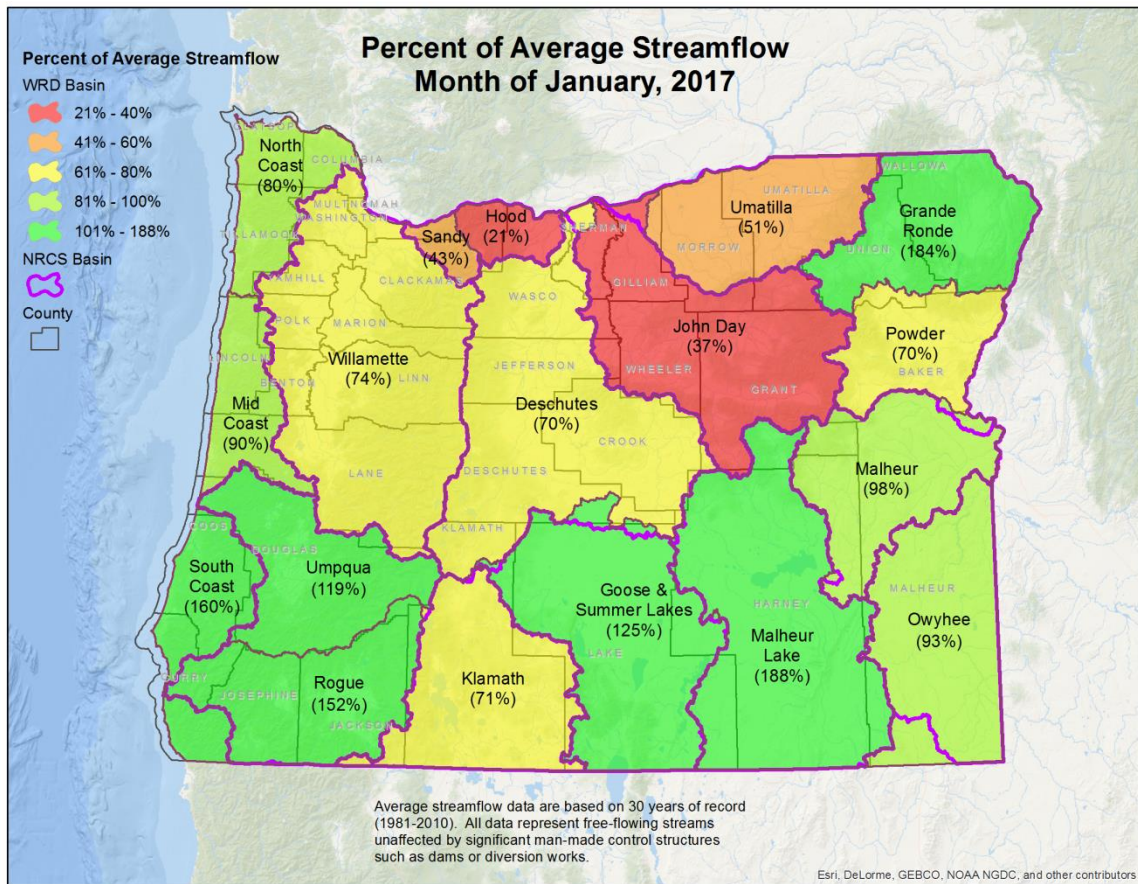 Percent of Average Streamflow
Month of January, 2017
Percent of Average Streamflow
WRD Basin
21% - 40%
41% - 60%
61% - 80%
81% - 100%
101% - 188%
NRCS Basin
County
CLATSOP
North
Coast
(80%)
COLUMBIA
TILLAMOOK
MULTNOMAH
WASHINGTON
YAMHILL
Sandy
(43%)
Hood
(21%)
CLACKAMAS
SHERMAN
WASCO
GILLIAM
MORROW
UMATILLA
Umatilla
(51%)
WALLOWA
Grande
Ronde
(184%)
UNION
POLK
MARION
LINCOLN
BENTON
Willamette
(74%)
LINN
JEFFERSON
Deschutes
(70%)
CROOK
DESCHUTES
WHEELER
John Day
(37%)
GRANT
Powder
(70%)
BAKER
Mid
Coast
(90%)
LANE
KLAMATH
Malheur
(98%)
COOS
DOUGLAS
South
Coast
(160%)
Umpqua
(119%)
Goose &
Summer Lakes
(125%)
LAKE
HARNEY
Malheur
Lake
(188%)
MALHEUR
Owyhee
(93%)
CURRY
JOSEPHINE
Rogue
(152%)
JACKSON
Klamath
(71%)
Average streamflow data are based on 30 years of record
(1981-2010). All data represent free-flowing streams
unaffected by significant man-made control structures
such as dams or diversion works.
Esri, DeLorme, GEBCO, NOAA NGDC, and other contributors